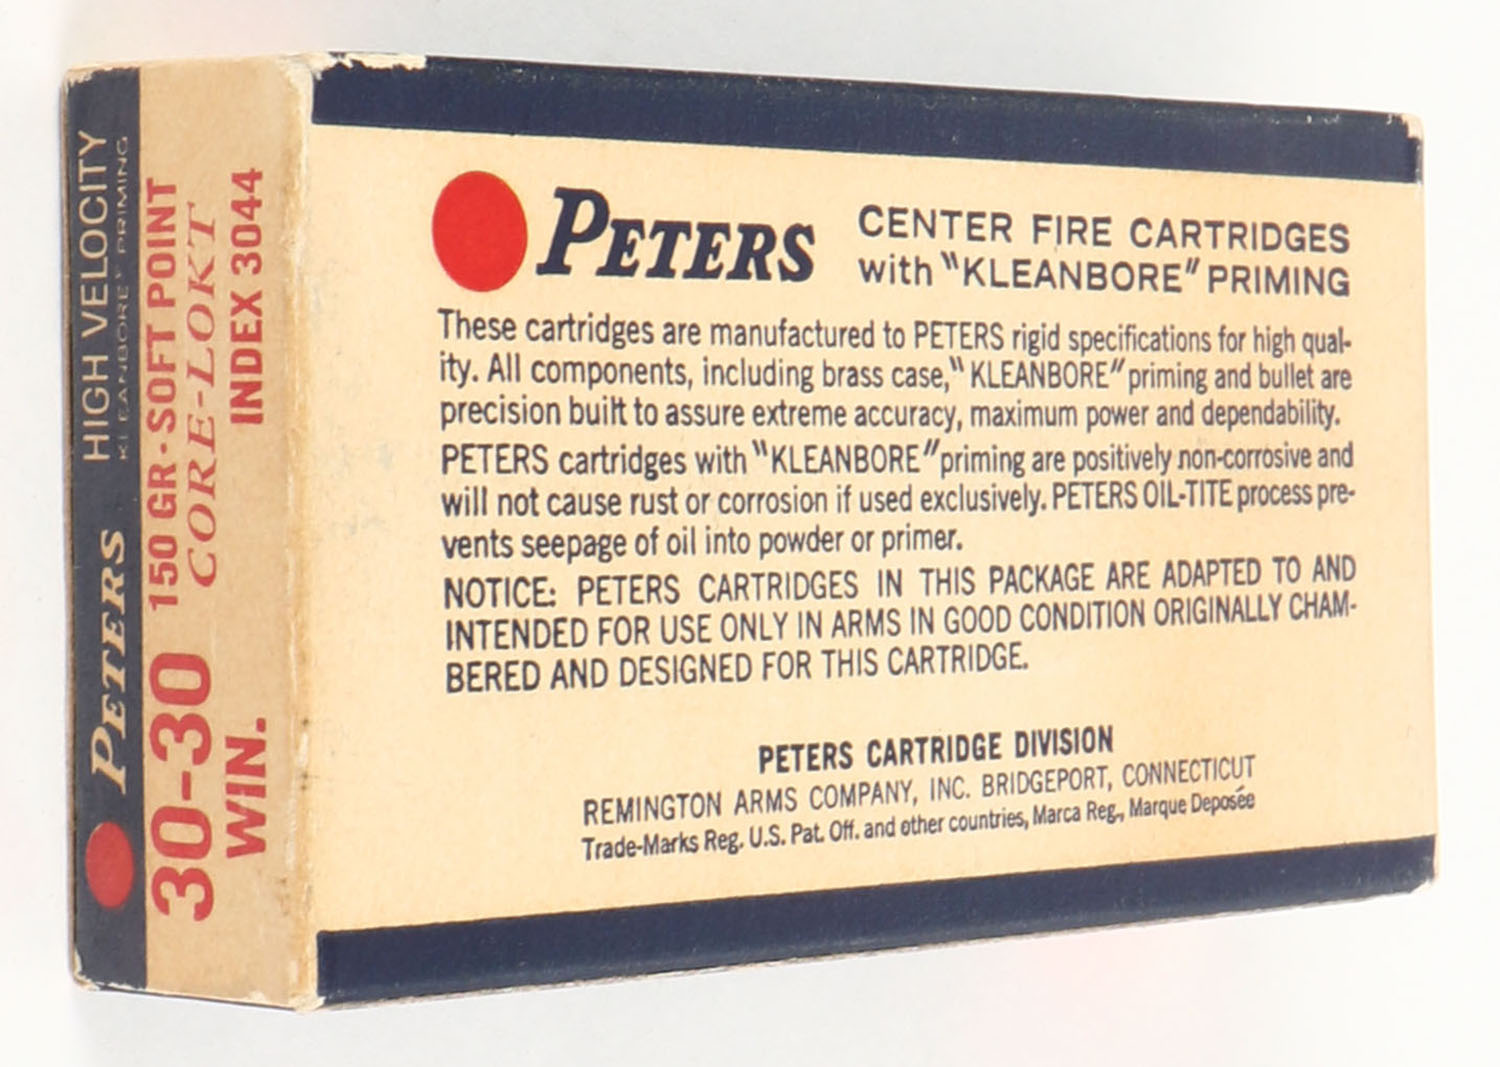 PETERS HIGH VELOCITY
"KLEANBORE" PRIMING
30-30 150 GR.-SOFT POINT
WIN. CORE-LOKT
INDEX 3044
PETERS
CENTER FIRE CARTRIDGES
with "KLEANBORE" PRIMING
These cartridges are manufactured to PETERS rigid specifications for high qual-
ity. All components, including brass case, "KLEANBORE" priming and bullet are
precision built to assure extreme accuracy, maximum power and dependability.
PETERS cartridges with "KLEANBORE" priming are positively non-corrosive and
will not cause rust or corrosion if used exclusively. PETERS OIL-TITE process pre-
vents seepage of oil into powder or primer.
NOTICE: PETERS CARTRIDGES IN THIS PACKAGE ARE ADAPTED TO AND
INTENDED FOR USE ONLY IN ARMS IN GOOD CONDITION ORIGINALLY CHAM-
BERED AND DESIGNED FOR THIS CARTRIDGE.
PETERS CARTRIDGE DIVISION
REMINGTON ARMS COMPANY, INC. BRIDGEPORT, CONNECTICUT
Trade-Marks Reg. U.S. Pat. Off. and other countries, Marca Reg., Marque Deposée